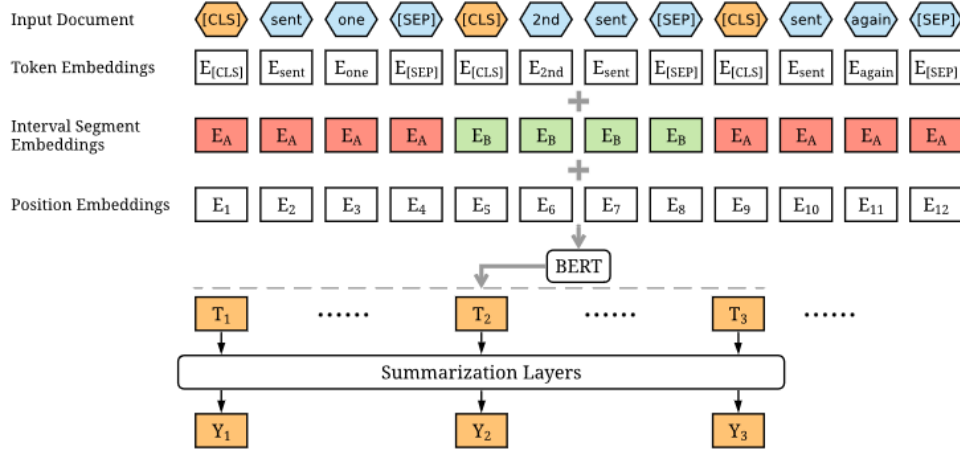 Input Document [CLS] sent one [SEP] [CLS] 2nd sent [SEP] [CLS] sent again [SEP]
Token Embeddings E[CLS] Esent Eone E[SEP] E[CLS] E2nd Esent E[SEP] E[CLS] Esent Eagain E[SEP]
+
Interval Segment
Embeddings EA EA EA EA EB EB EB EB EA EA EA EA
+
Position Embeddings E1 E2 E3 E4 E5 E6 E7 E8 E9 E10 E11 E12
BERT
T1 ...... T2 ...... T3 ......
Summarization Layers
Y1 Y2 Y3